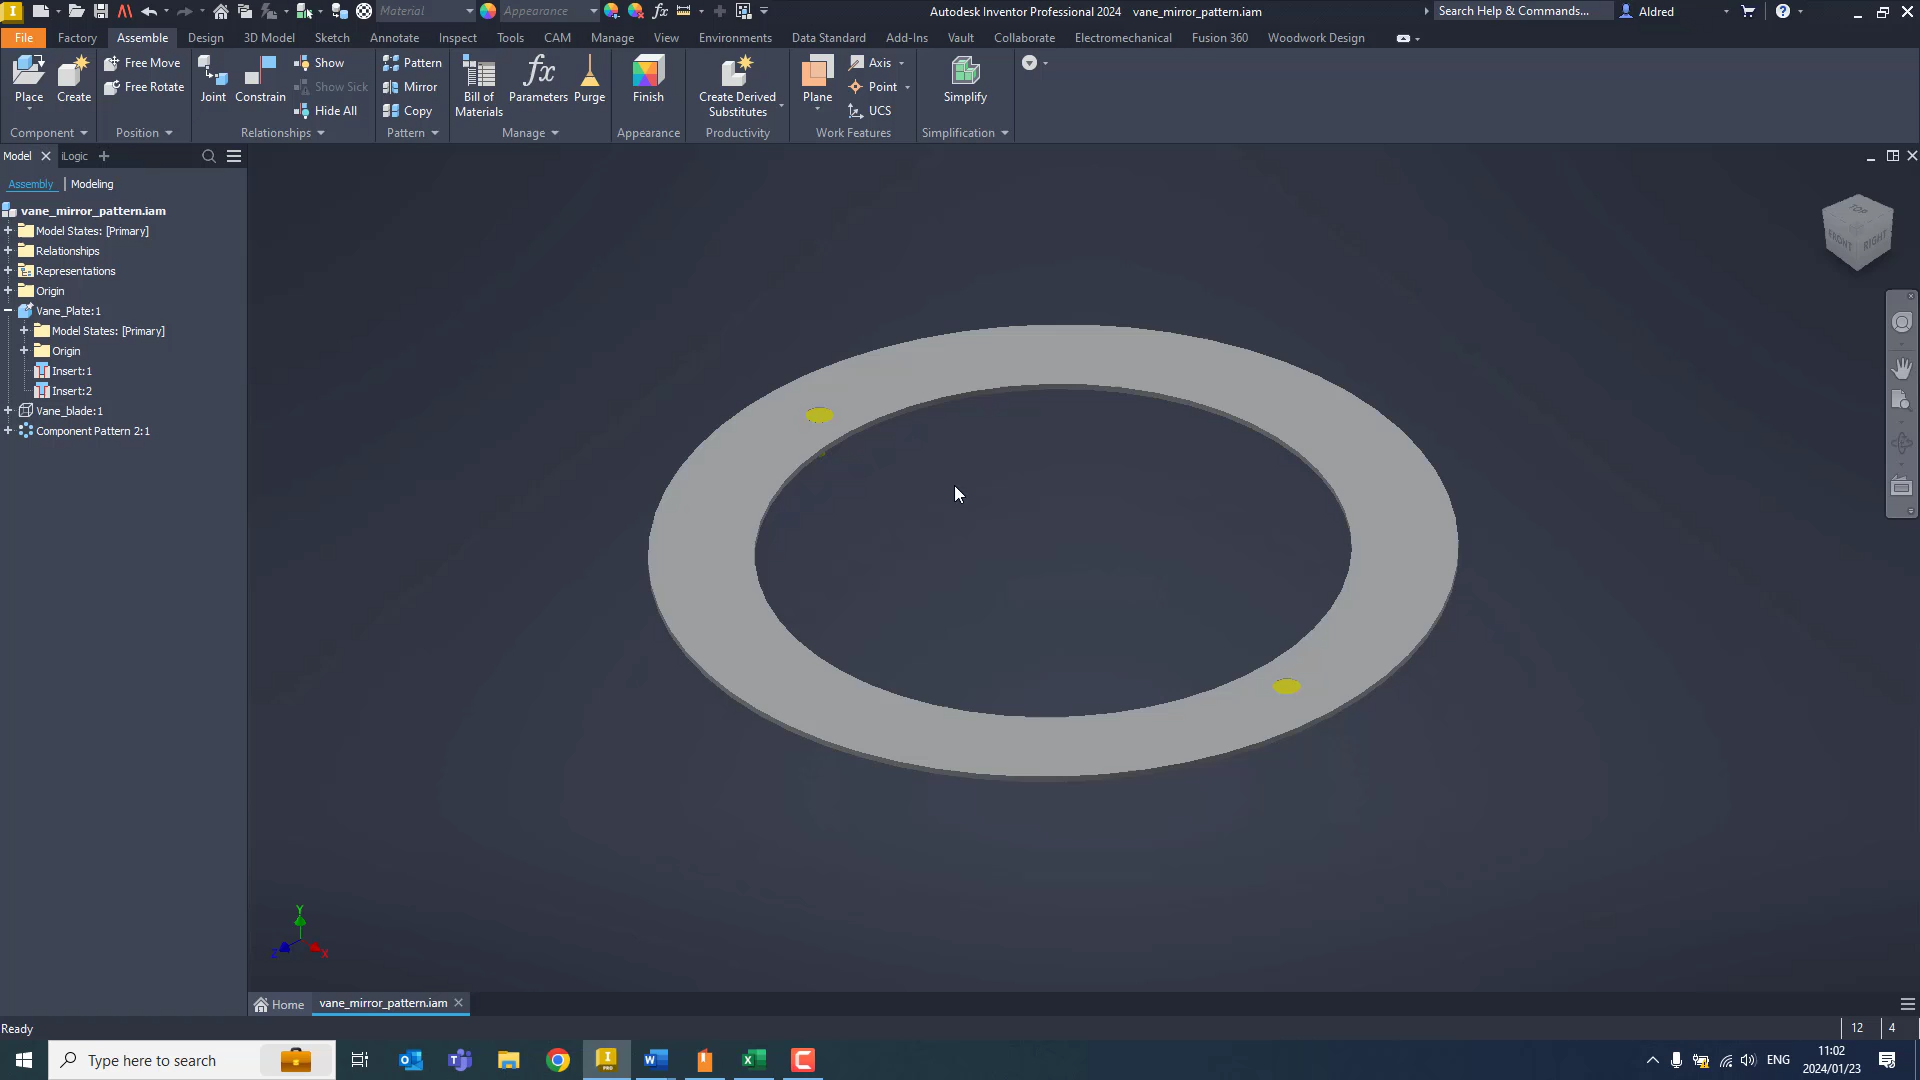 Material
Appearance
Autodesk Inventor Professional 2024 vane_mirror_pattern.iam
Search Help & Commands...
Aldred
File Factory Assemble Design 3D Model Sketch Annotate Inspect Tools CAM Manage View Environments Data Standard Add-Ins Vault Collaborate Electromechanical Fusion 360 Woodwork Design
Place
Create
Free Move
Free Rotate
Joint
Constrain
Show
Show Sick
Hide All
Pattern
Mirror
Copy
Bill of
Materials
Parameters
Purge
Finish
Create Derived
Substitutes
Plane
Axis
Point
UCS
Simplify
Component
Position
Relationships
Pattern
Manage
Appearance
Productivity
Work Features
Simplification
Model
iLogic
Assembly | Modeling
vane_mirror_pattern.iam
Model States: [Primary]
Relationships
Representations
Origin
Vane_Plate:1
Model States: [Primary]
Origin
Insert:1
Insert:2
Vane_blade:1
Component Pattern 2:1
TOP
FRONT
RIGHT
Y
Z
X
Home
vane_mirror_pattern.iam
Ready
12
4
Type here to search
ENG
11:02
2024/01/23